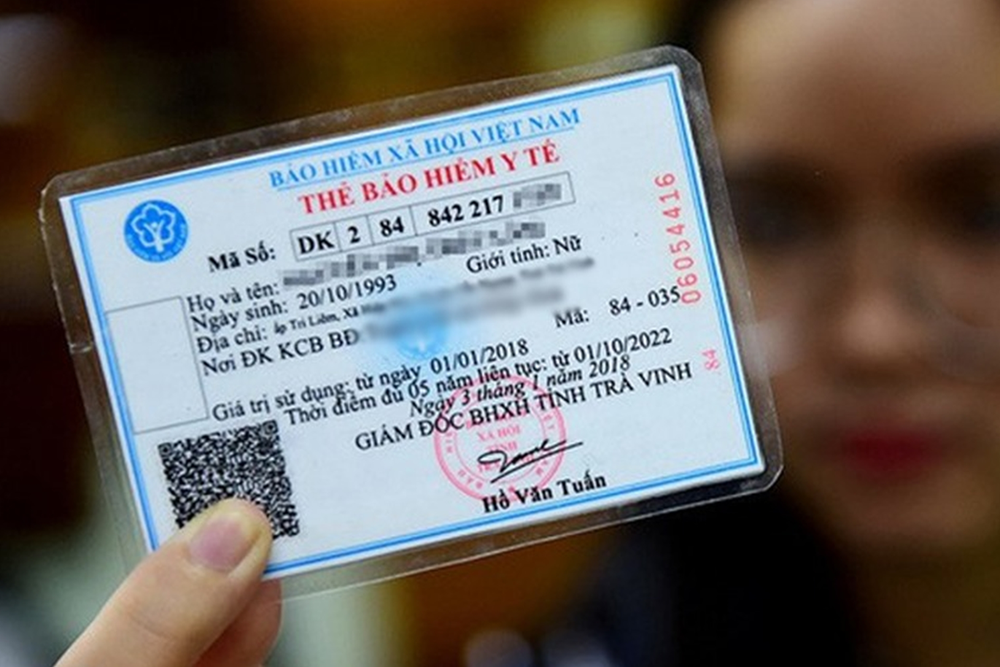 BẢO HIỂM XÃ HỘI VIỆT NAM
THẺ BẢO HIỂM Y TẾ
Mã Số: DK 2 84 842 217
Họ và tên:
Ngày sinh: 20/10/1993 Giới tính: Nữ
Địa chỉ: ấp Tri Liêm, Xã
Nơi ĐK KCB BĐ
Mã: 84 - 035
Giá trị sử dụng: từ ngày 01/01/2018
Thời điểm đủ 05 năm liên tục: từ 01/10/2022
Ngày 3 tháng 1 năm 2018
GIÁM ĐỐC BHXH TỈNH TRÀ VINH
XÃ HỘI
TỈNH
Hồ Văn Tuấn
06054416
84